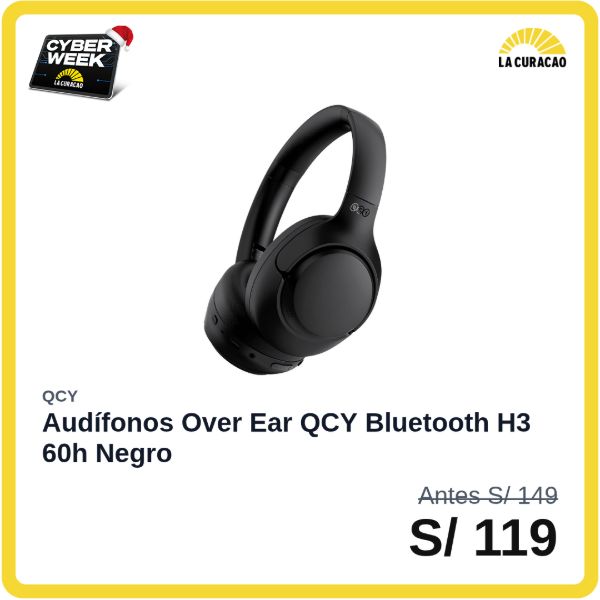 CYBER
WEEK
LA CURACAO
LA CURACAO
QCY
QCY
Audífonos Over Ear QCY Bluetooth H3
60h Negro
Antes S/ 149
S/ 119